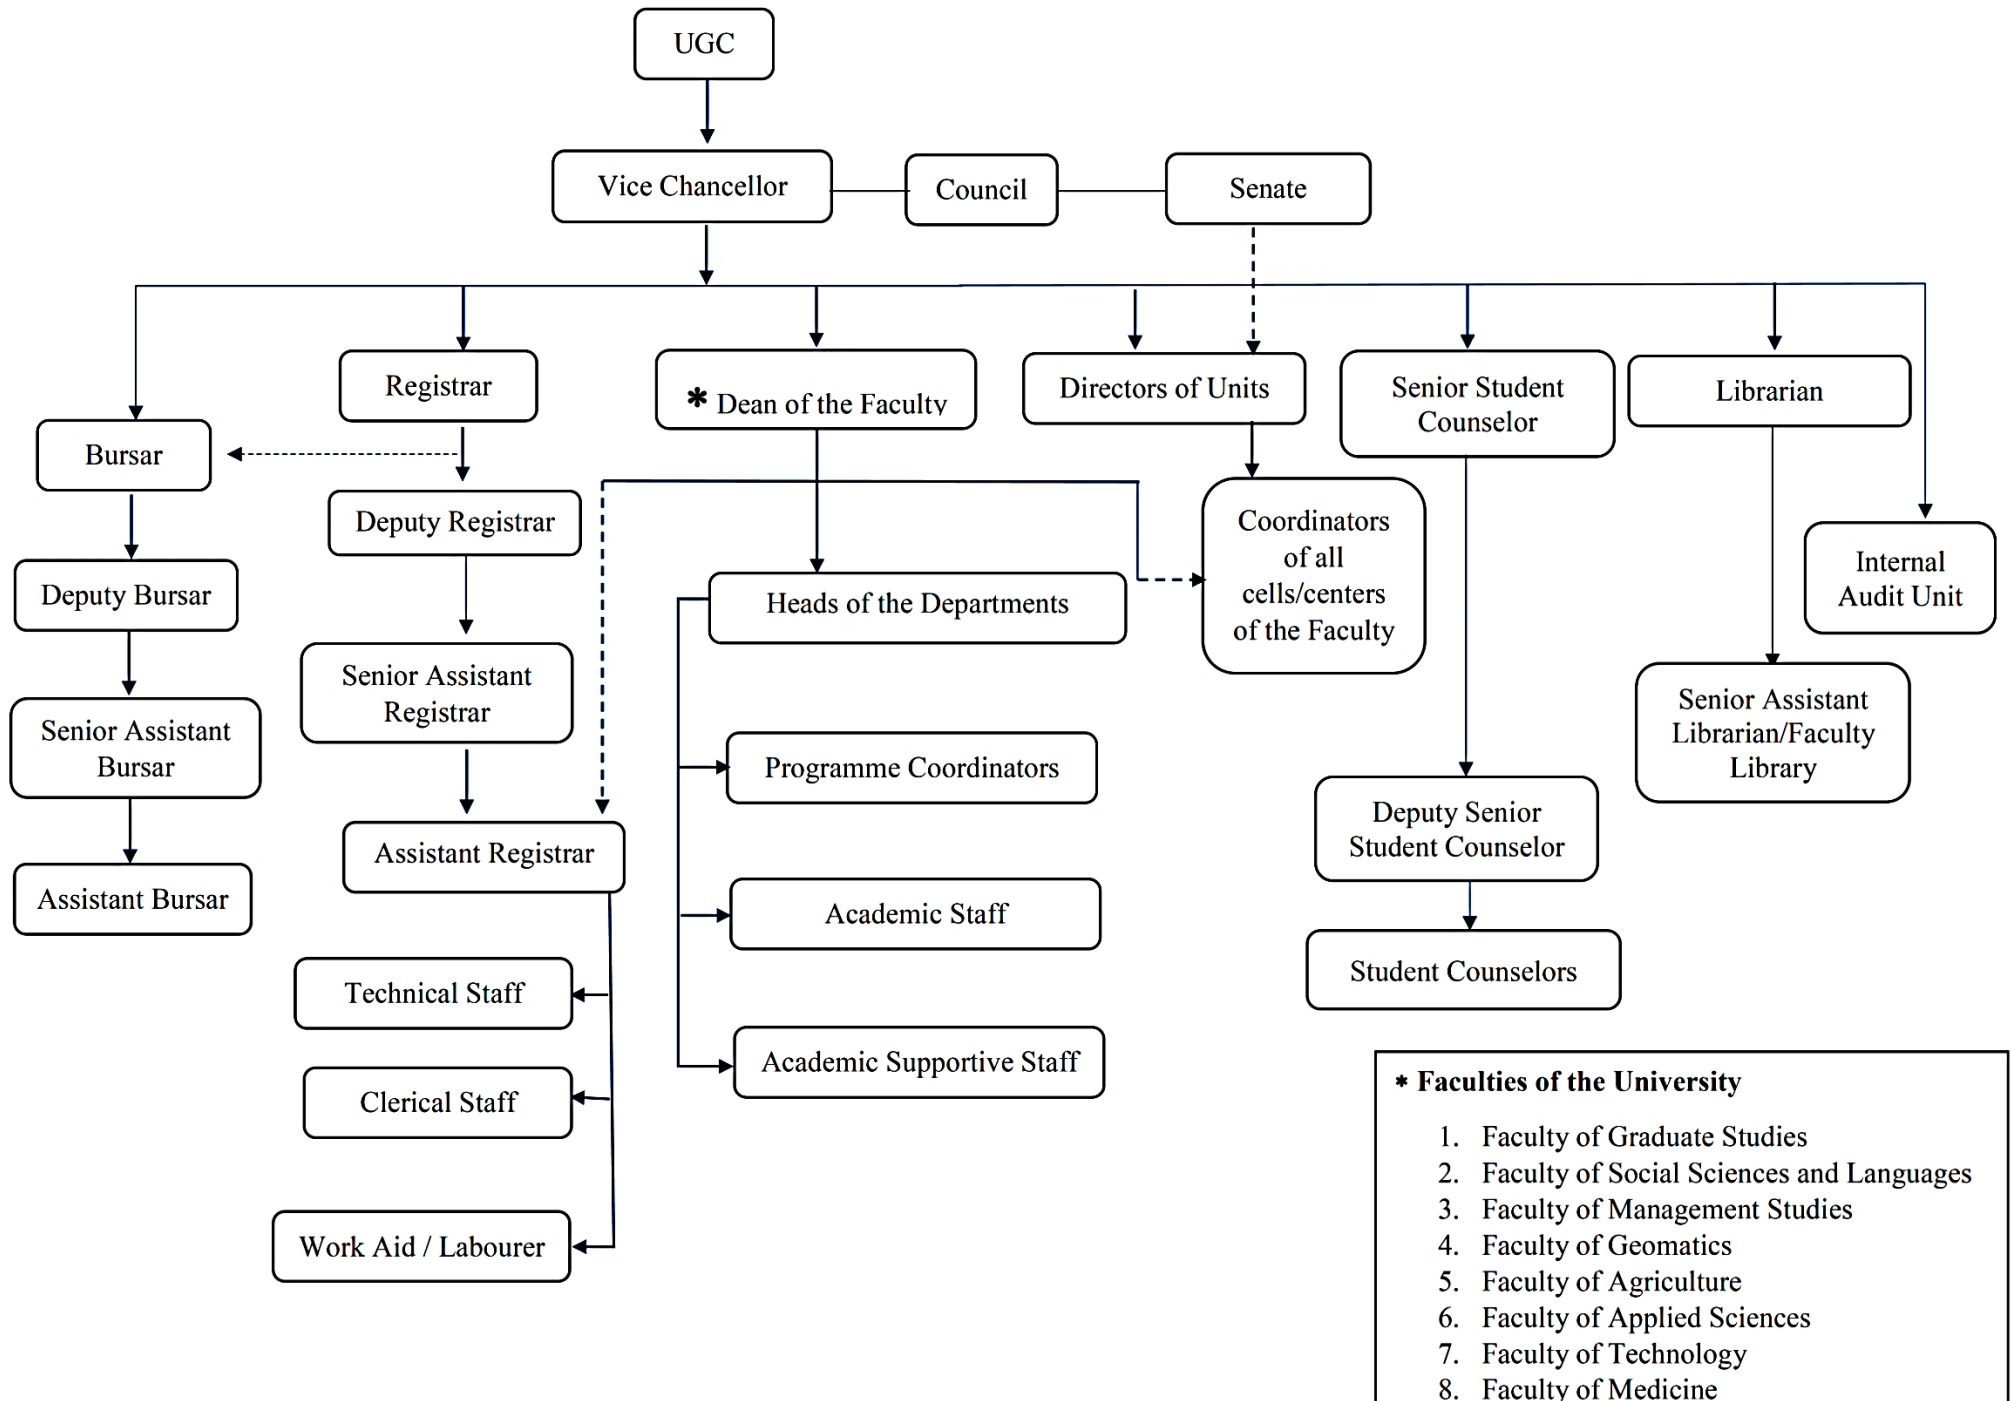 UGC
Vice Chancellor
Council
Senate
Registrar
* Dean of the Faculty
Directors of Units
Senior Student
Counselor
Librarian
Bursar
Deputy Registrar
Coordinators
of all
cells/centers
of the Faculty
Internal
Audit Unit
Deputy Bursar
Heads of the Departments
Senior Assistant
Registrar
Senior Assistant
Librarian/Faculty
Library
Senior Assistant
Bursar
Programme Coordinators
Deputy Senior
Student Counselor
Assistant Registrar
Assistant Bursar
Academic Staff
Student Counselors
Technical Staff
Academic Supportive Staff
Clerical Staff
Work Aid / Labourer
* Faculties of the University
1. Faculty of Graduate Studies
2. Faculty of Social Sciences and Languages
3. Faculty of Management Studies
4. Faculty of Geomatics
5. Faculty of Agriculture
6. Faculty of Applied Sciences
7. Faculty of Technology
8. Faculty of Medicine